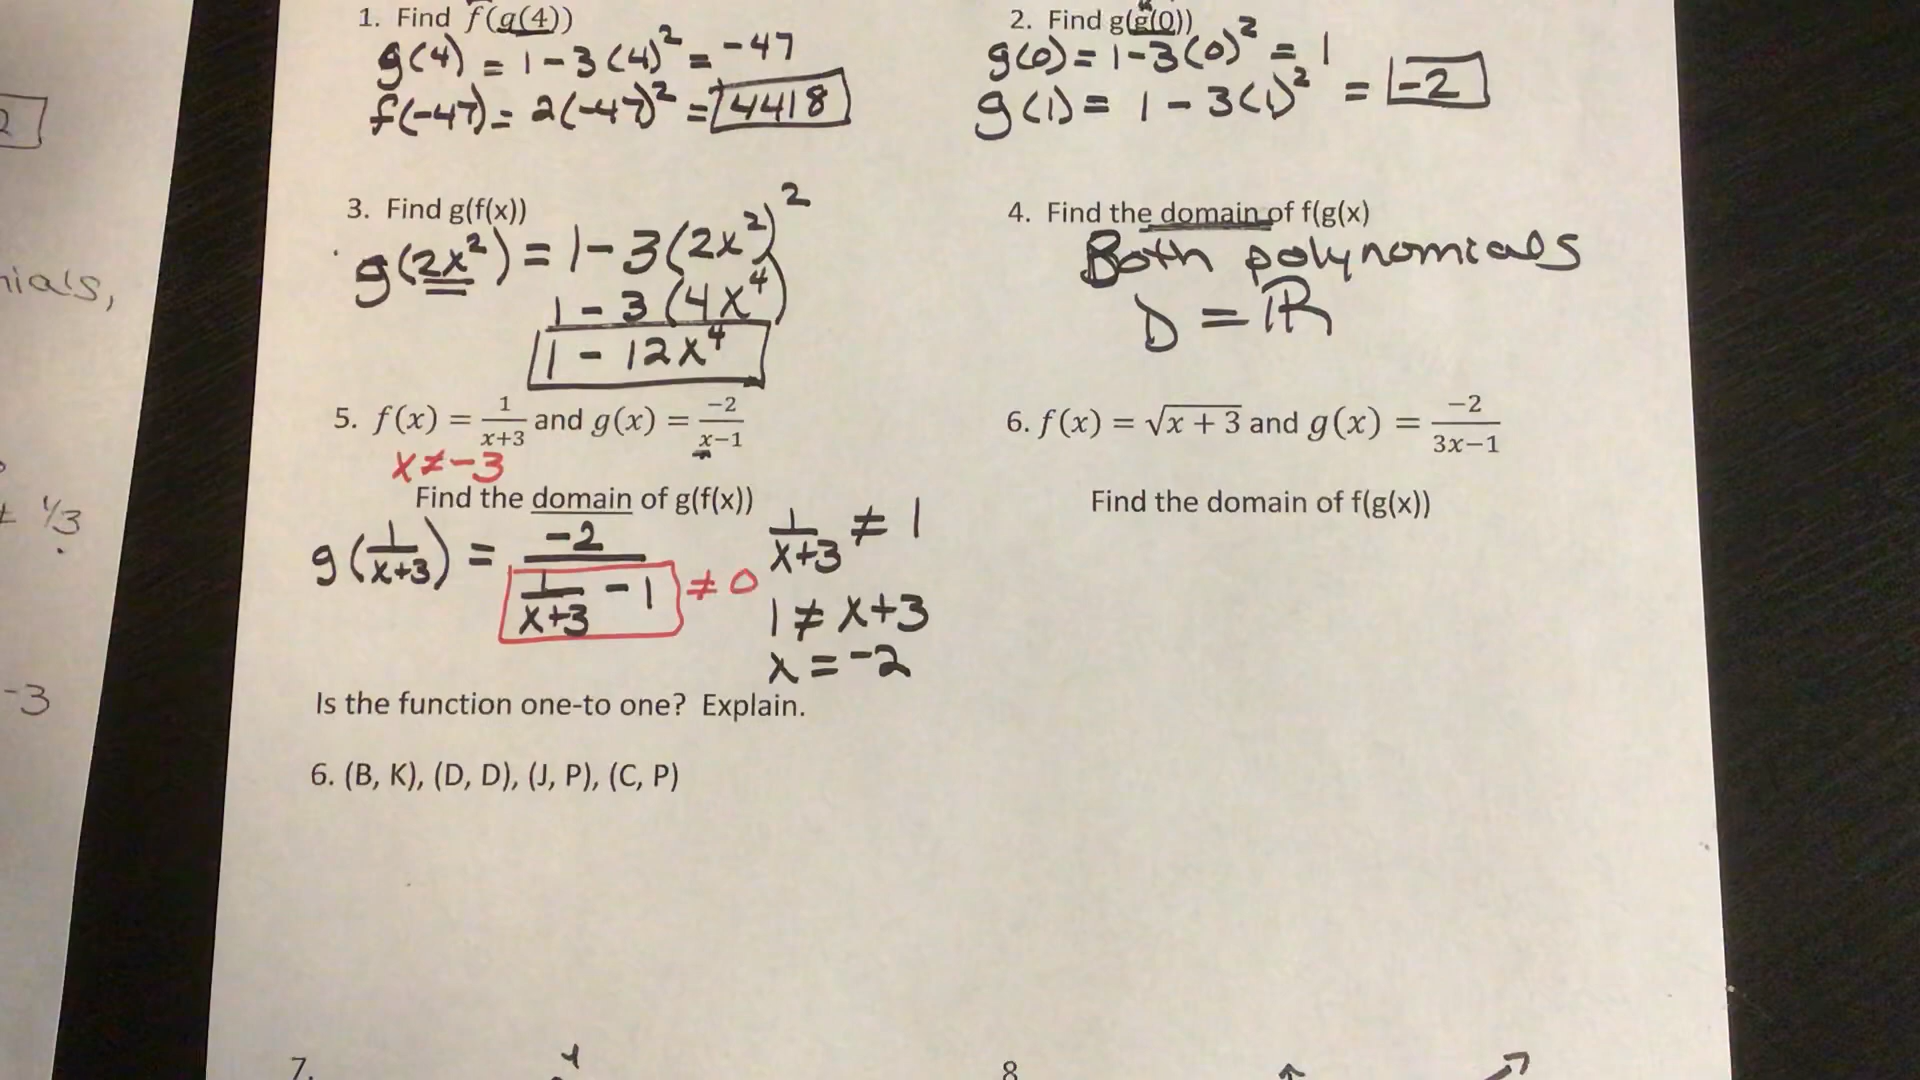 1. Find f(g(4))
g(4) = 1-3(4)² = -47
f(-47) = 2(-47)² = 4418
2. Find g(g(0))
g(0) = 1-3(0)² = 1
g(1) = 1-3(1)² = -2
3. Find g(f(x))
g(2x²) = 1-3(2x²)²
1-3(4x⁴)
1-12x⁴
4. Find the domain of f(g(x)
Both polynomials
D = ℝ
5. f(x) = 1/(x+3) and g(x) = -2/(x-1)
x ≠ -3
Find the domain of g(f(x))
g(1/(x+3)) = -2/(1/(x+3) - 1) ≠ 0
1/(x+3) ≠ 1
1 ≠ x+3
x = -2
6. f(x) = √(x+3) and g(x) = -2/(3x-1)
Find the domain of f(g(x))
Is the function one-to one? Explain.
6. (B, K), (D, D), (J, P), (C, P)
7.
8
2
ials,
1/3
-3